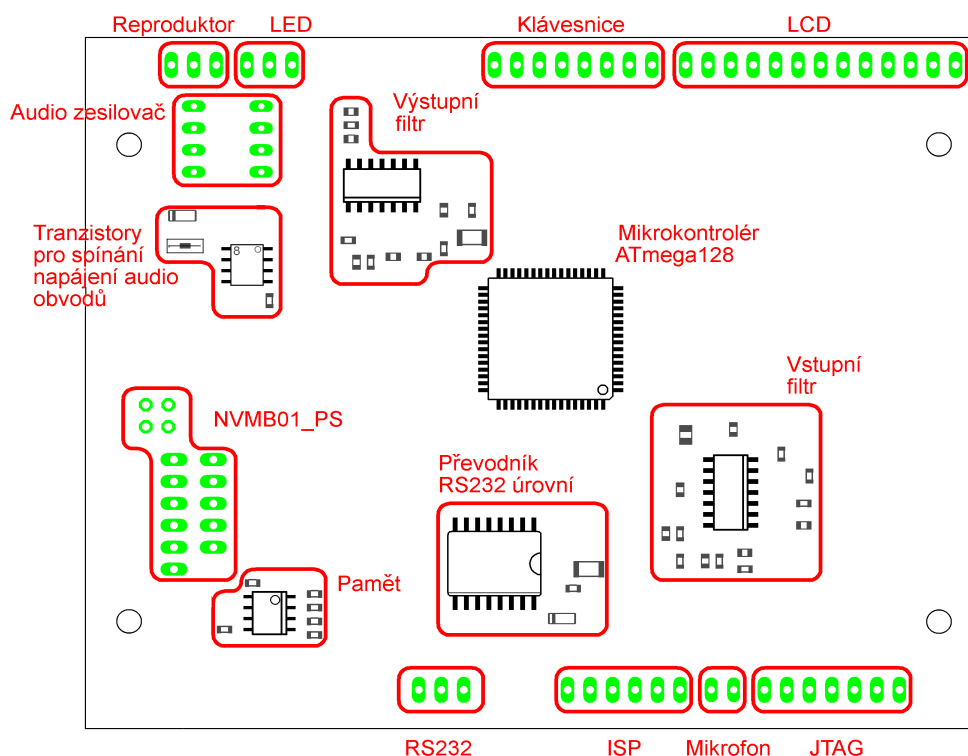 Reproduktor
LED
Klávesnice
LCD
Audio zesilovač
Výstupní
filtr
Tranzistory
pro spínání
napájení audio
obvodů
Mikrokontrolér
ATmega128
Vstupní
filtr
NVMB01_PS
Převodník
RS232 úrovní
Pamět
RS232
ISP
Mikrofon
JTAG